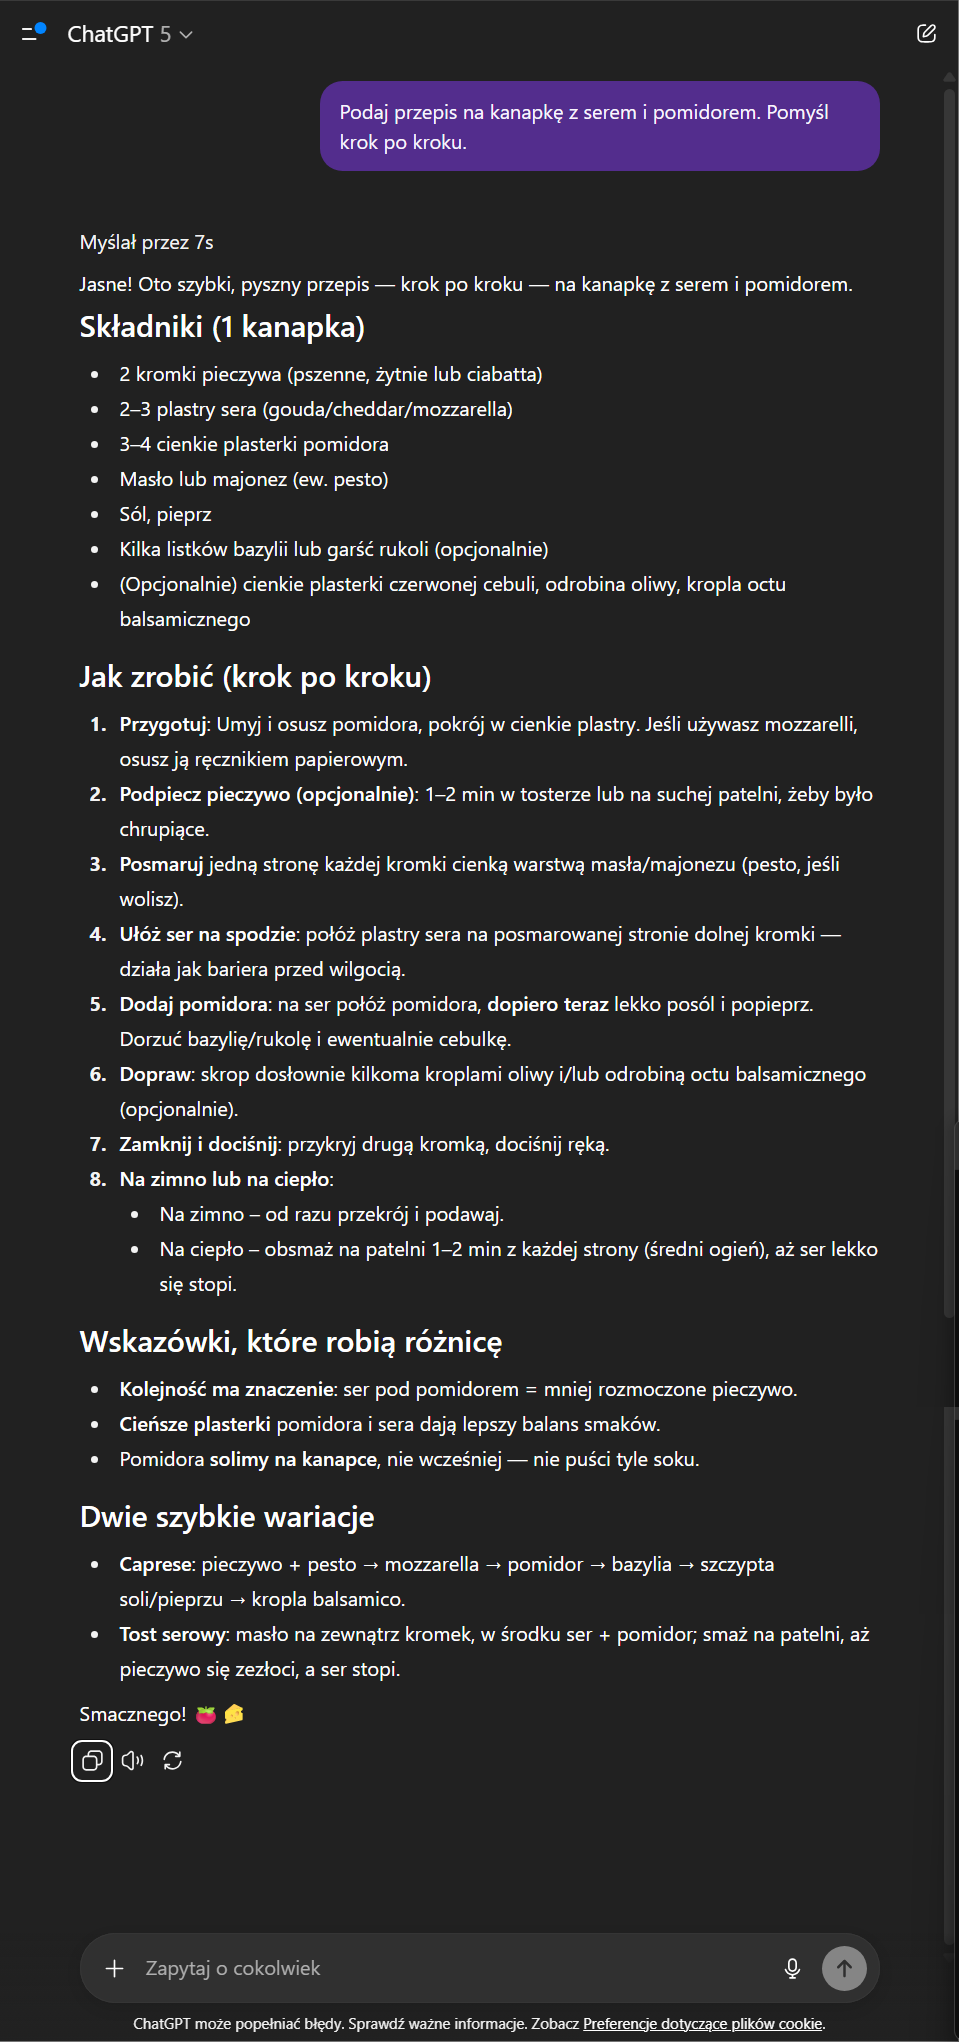 ChatGPT 5
Podaj przepis na kanapkę z serem i pomidorem. Pomyśl
krok po kroku.
Myślał przez 7s
Jasne! Oto szybki, pyszny przepis — krok po kroku — na kanapkę z serem i pomidorem.
Składniki (1 kanapka)
• 2 kromki pieczywa (pszenne, żytnie lub ciabatta)
• 2–3 plastry sera (gouda/cheddar/mozzarella)
• 3–4 cienkie plasterki pomidora
• Masło lub majonez (ew. pesto)
• Sól, pieprz
• Kilka listków bazylii lub garść rukoli (opcjonalnie)
• (Opcjonalnie) cienkie plasterki czerwonej cebuli, odrobina oliwy, kropla octu
balsamicznego
Jak zrobić (krok po kroku)
1. Przygotuj: Umyj i osusz pomidora, pokrój w cienkie plastry. Jeśli używasz mozzarelli,
osusz ją ręcznikiem papierowym.
2. Podpiecz pieczywo (opcjonalnie): 1–2 min w tosterze lub na suchej patelni, żeby było
chrupiące.
3. Posmaruj jedną stronę każdej kromki cienką warstwą masła/majonezu (pesto, jeśli
wolisz).
4. Ułóż ser na spodzie: połóż plastry sera na posmarowanej stronie dolnej kromki —
działa jak bariera przed wilgocią.
5. Dodaj pomidora: na ser połóż pomidora, dopiero teraz lekko posól i popieprz.
Dorzuć bazylię/rukolę i ewentualnie cebulkę.
6. Dopraw: skrop dosłownie kilkoma kroplami oliwy i/lub odrobiną octu balsamicznego
(opcjonalnie).
7. Zamknij i dociśnij: przykryj drugą kromką, dociśnij ręką.
8. Na zimno lub na ciepło:
• Na zimno – od razu przekrój i podawaj.
• Na ciepło – obsmaż na patelni 1–2 min z każdej strony (średni ogień), aż ser lekko
się stopi.
Wskazówki, które robią różnicę
• Kolejność ma znaczenie: ser pod pomidorem = mniej rozmoczone pieczywo.
• Cieńsze plasterki pomidora i sera dają lepszy balans smaków.
• Pomidora solimy na kanapce, nie wcześniej — nie puści tyle soku.
Dwie szybkie wariacje
• Caprese: pieczywo + pesto → mozzarella → pomidor → bazylia → szczypta
soli/pieprzu → kropla balsamico.
• Tost serowy: masło na zewnątrz kromek, w środku ser + pomidor; smaż na patelni, aż
pieczywo się zezłoci, a ser stopi.
Smacznego! 🍅 🧀
Zapytaj o cokolwiek
ChatGPT może popełniać błędy. Sprawdź ważne informacje. Zobacz Preferencje dotyczące plików cookie.